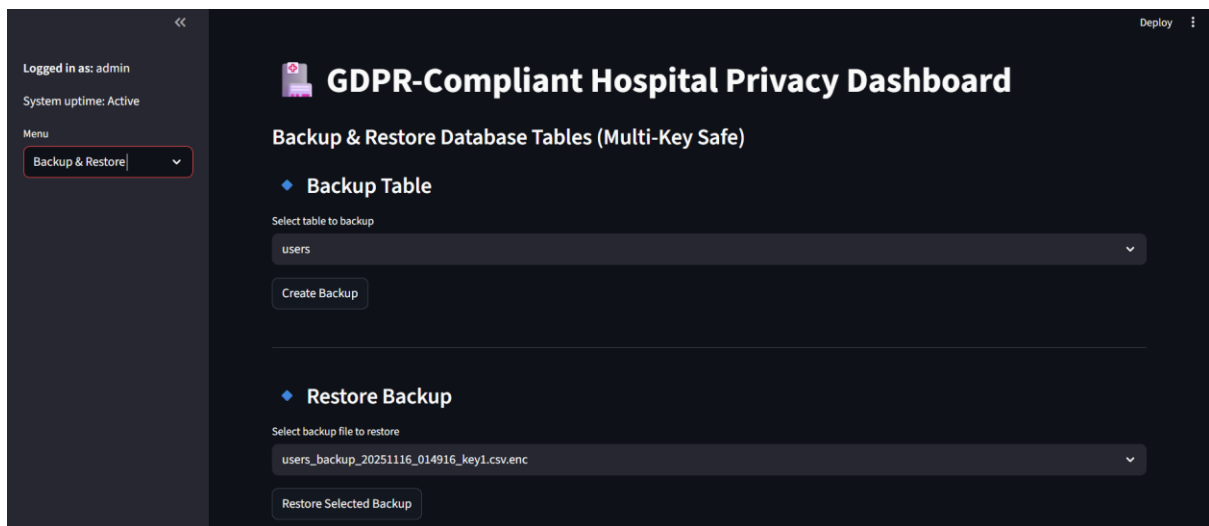 Deploy
Logged in as: admin
System uptime: Active
Menu
Backup & Restore
GDPR-Compliant Hospital Privacy Dashboard
Backup & Restore Database Tables (Multi-Key Safe)
Backup Table
Select table to backup
users
Create Backup
Restore Backup
Select backup file to restore
users_backup_20251116_014916_key1.csv.enc
Restore Selected Backup